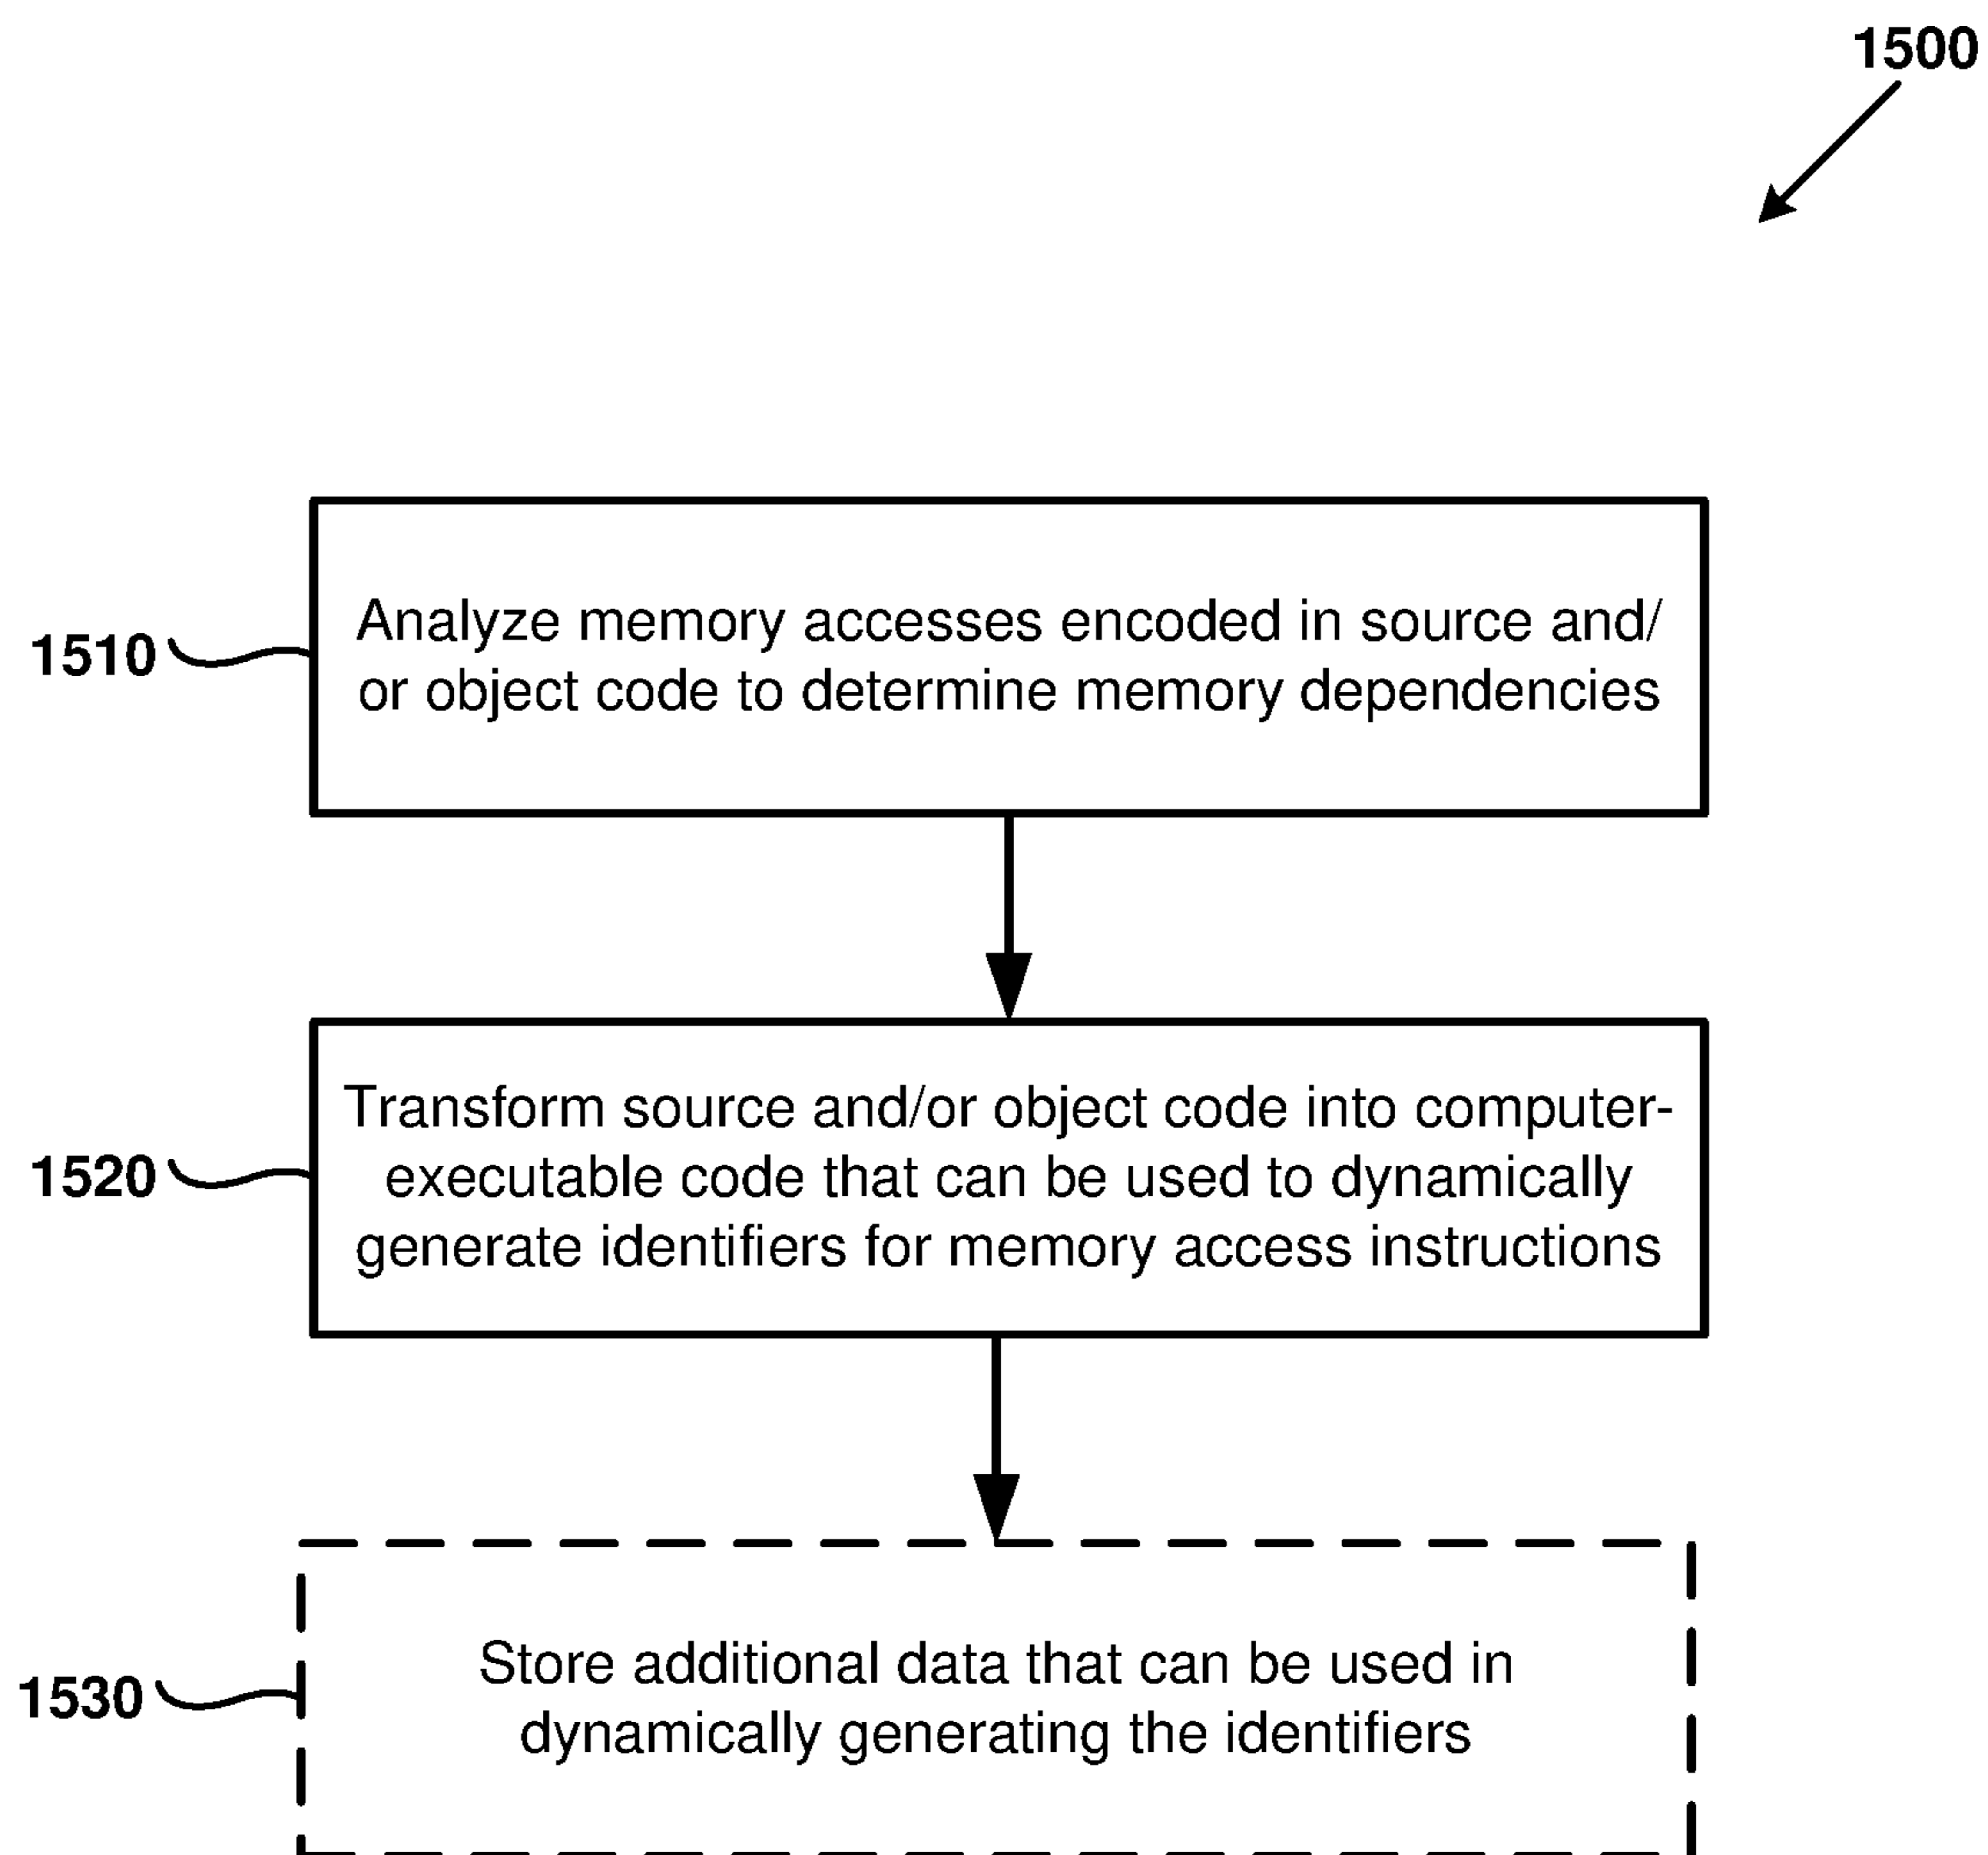 1500
1510
Analyze memory accesses encoded in source and/
or object code to determine memory dependencies
1520
Transform source and/or object code into computer-
executable code that can be used to dynamically
generate identifiers for memory access instructions
1530
Store additional data that can be used in
dynamically generating the identifiers